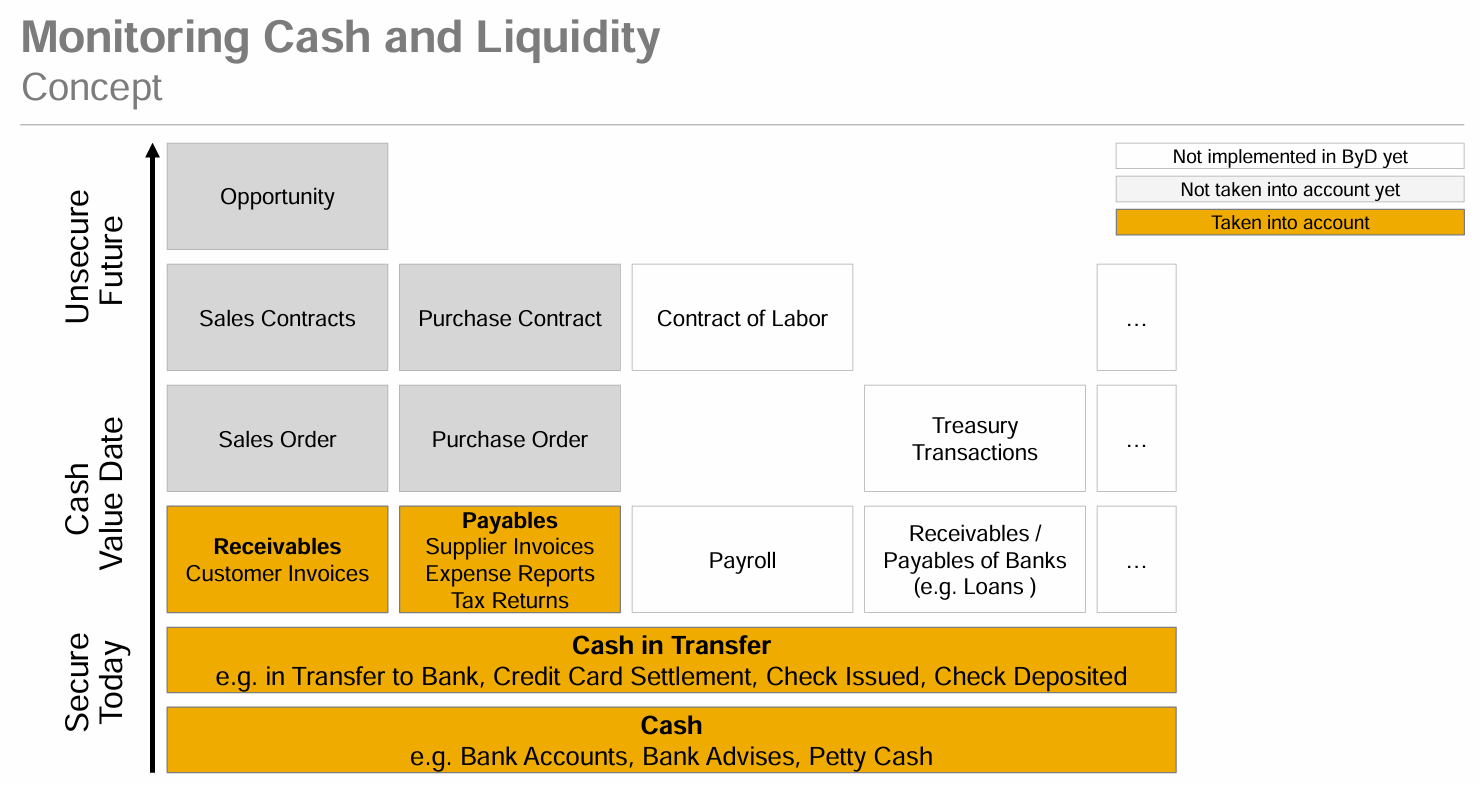 Monitoring Cash and Liquidity
Concept
Not implemented in ByD yet
Not taken into account yet
Taken into account
Unsecure
Future
Opportunity
Sales Contracts
Purchase Contract
Contract of Labor
…
Cash
Value Date
Sales Order
Purchase Order
Treasury
Transactions
…
Receivables
Customer Invoices
Payables
Supplier Invoices
Expense Reports
Tax Returns
Payroll
Receivables /
Payables of Banks
(e.g. Loans )
…
Secure
Today
Cash in Transfer
e.g. in Transfer to Bank, Credit Card Settlement, Check Issued, Check Deposited
Cash
e.g. Bank Accounts, Bank Advises, Petty Cash